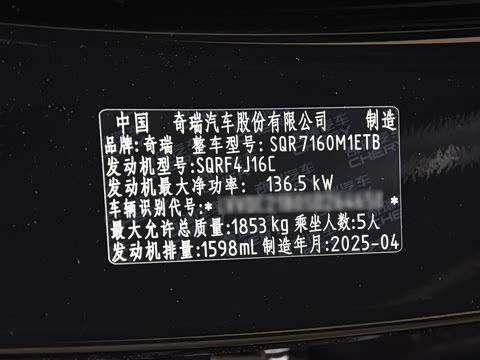 中国 奇瑞汽车股份有限公司 制造
品牌:奇瑞 整车型号:SQR7160M1ETB
发动机型号:SQRF4J16C
发动机最大净功率: 136.5 kW
车辆识别代号:* *
最大允许总质量:1853 kg 乘坐人数:5人
发动机排量:1598mL 制造年月:2025-04